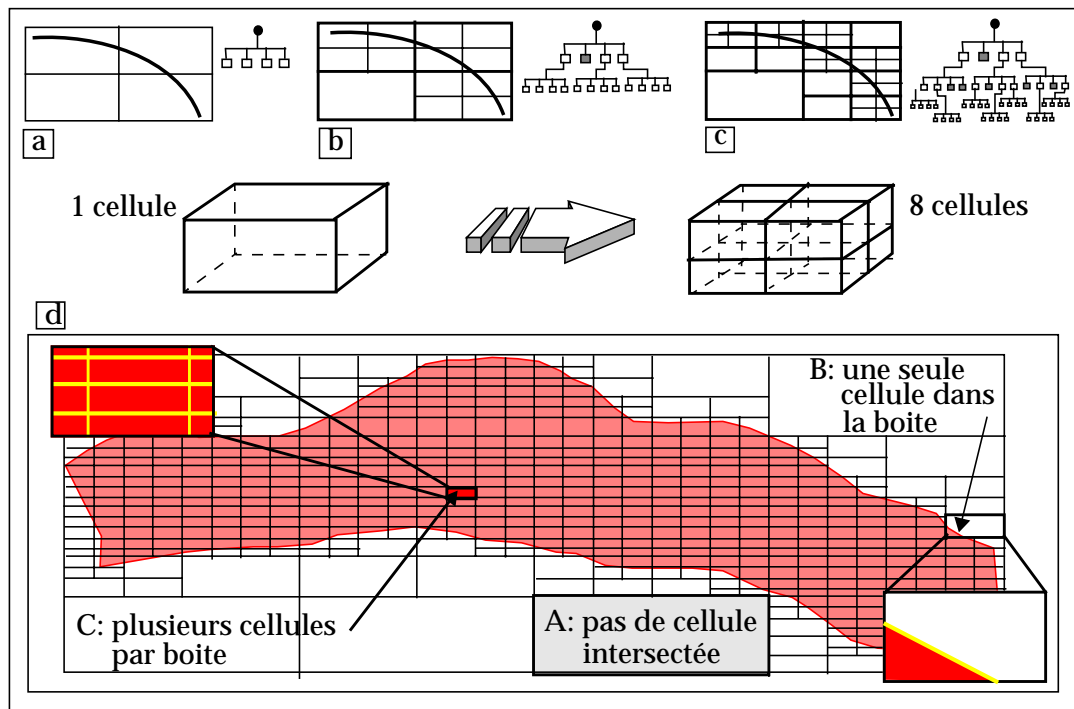 a
b
c
1 cellule
8 cellules
d
B: une seule
cellule dans
la boite
C: plusieurs cellules
par boite
A: pas de cellule
intersectée